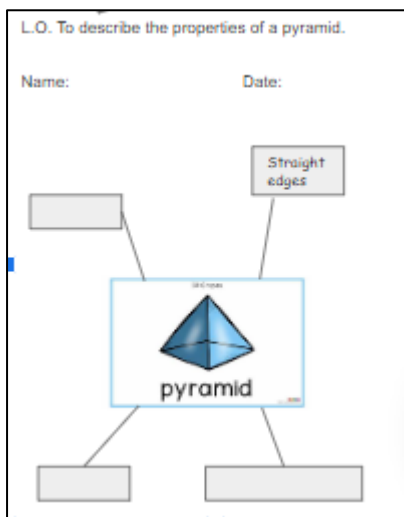 L.O. To describe the properties of a pyramid.
Name: Date:
Straight
edges
pyramid